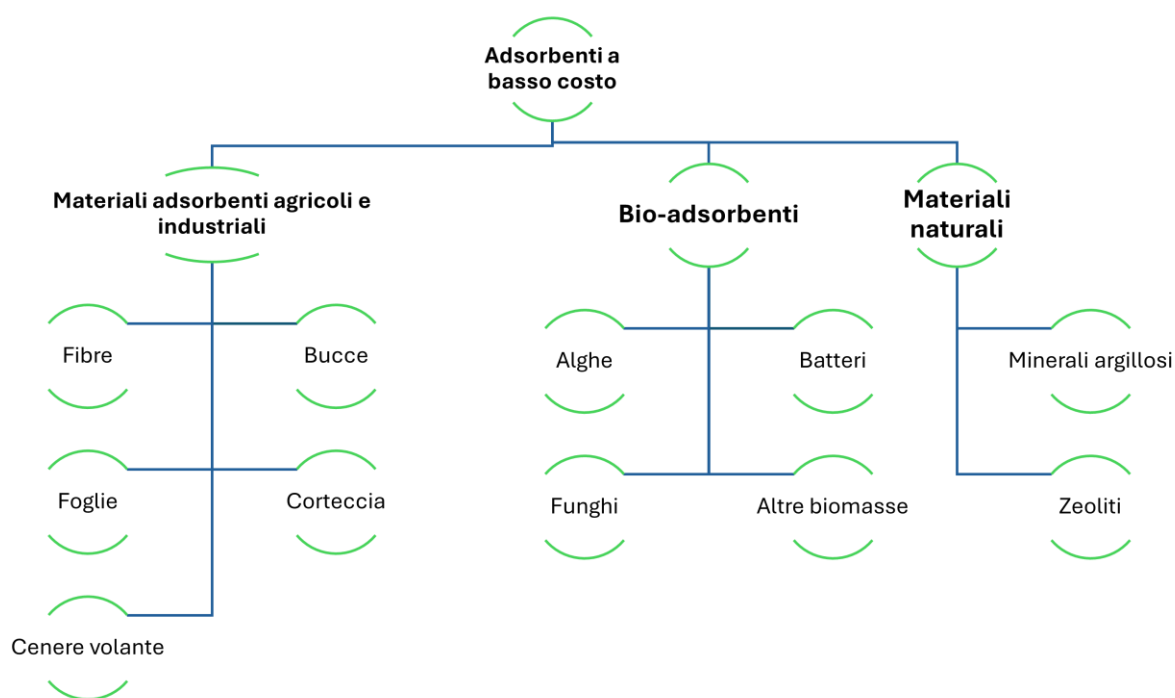 Adsorbenti a
basso costo
Materiali adsorbenti agricoli e
industriali
Bio-adsorbenti
Materiali
naturali
Fibre
Bucce
Alghe
Batteri
Minerali argillosi
Foglie
Corteccia
Funghi
Altre biomasse
Zeoliti
Cenere volante